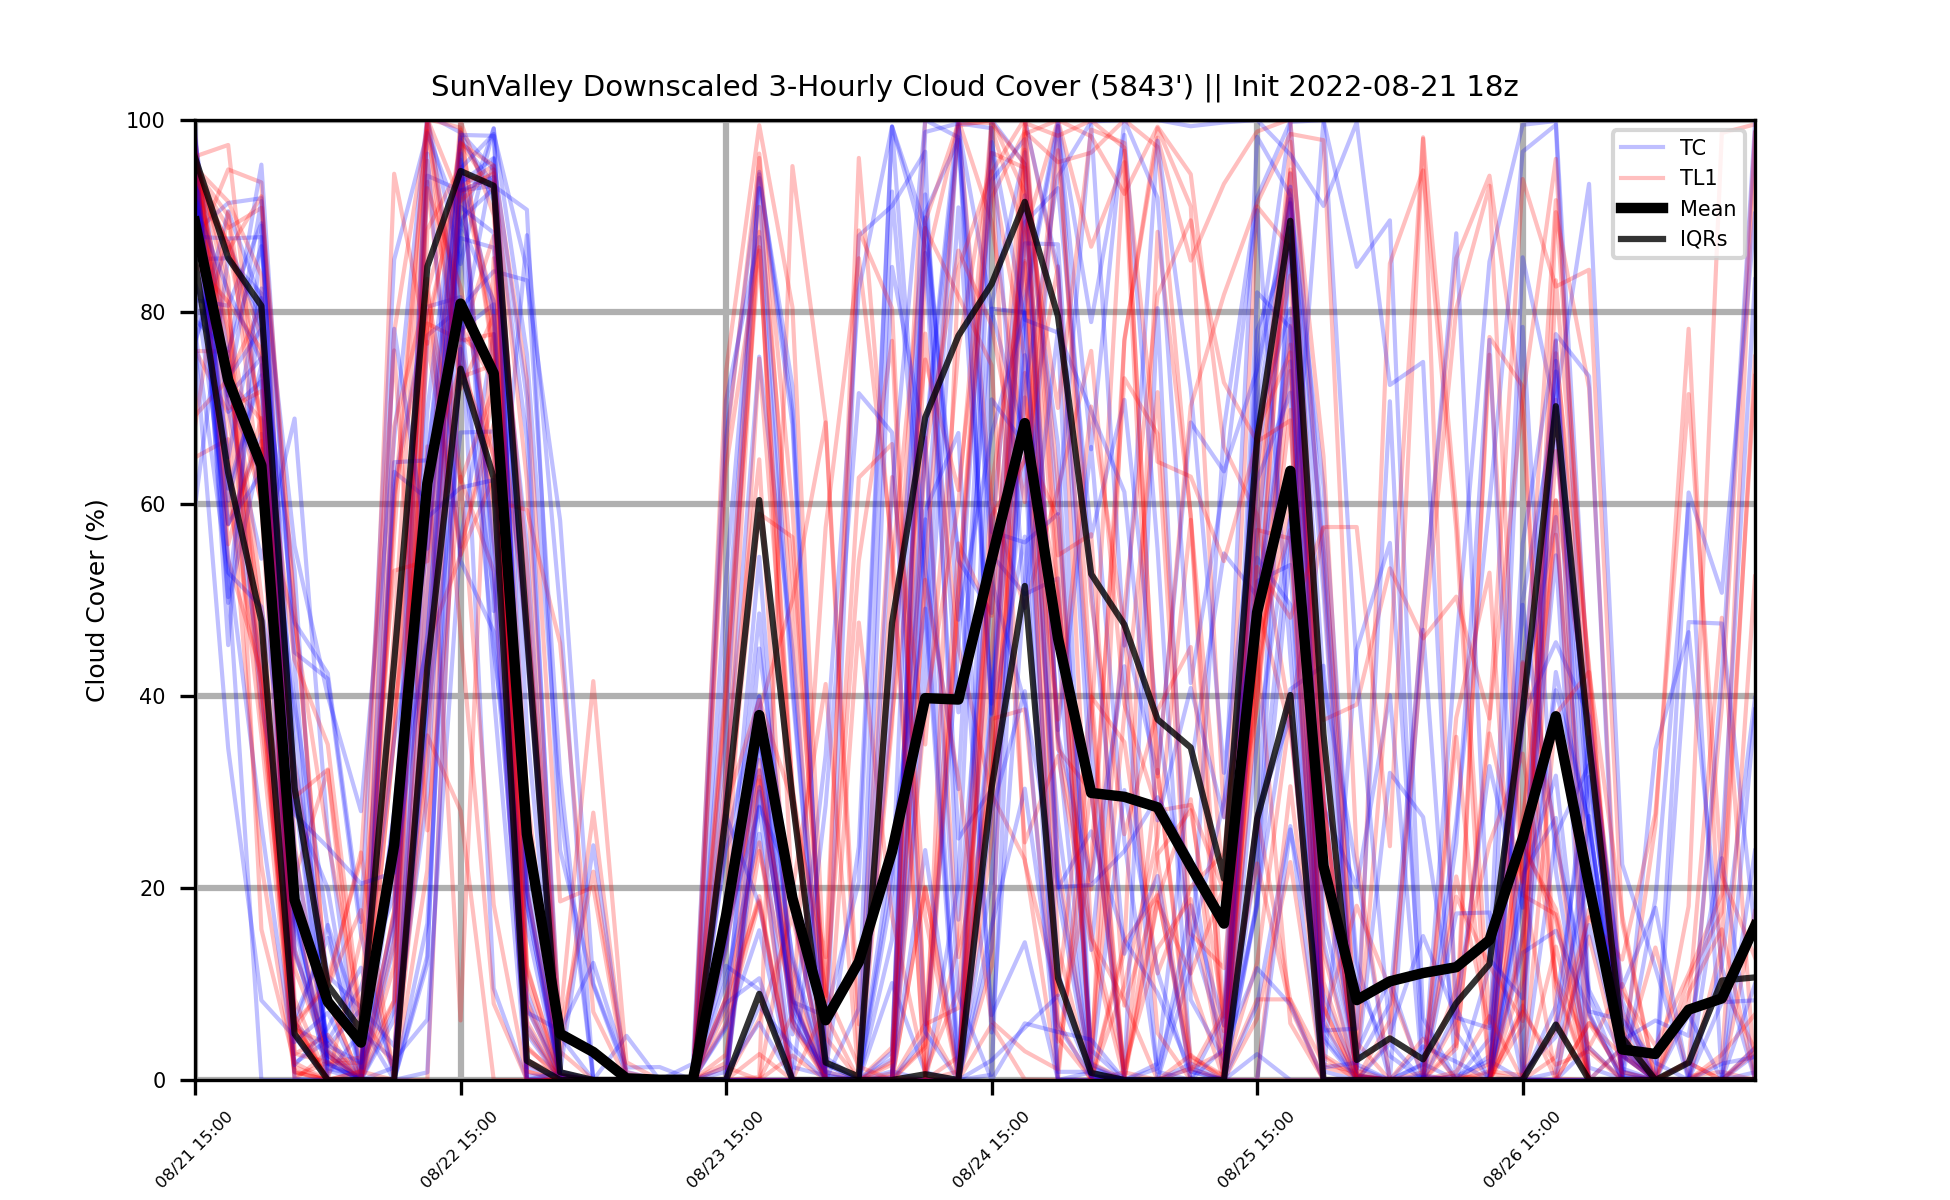 SunValley Downscaled 3-Hourly Cloud Cover (5843') || Init 2022-08-21 18z
100
80
60
40
20
0
Cloud Cover (%)
TC
TL1
Mean
IQRs
08/21 15:00
08/22 15:00
08/23 15:00
08/24 15:00
08/25 15:00
08/26 15:00